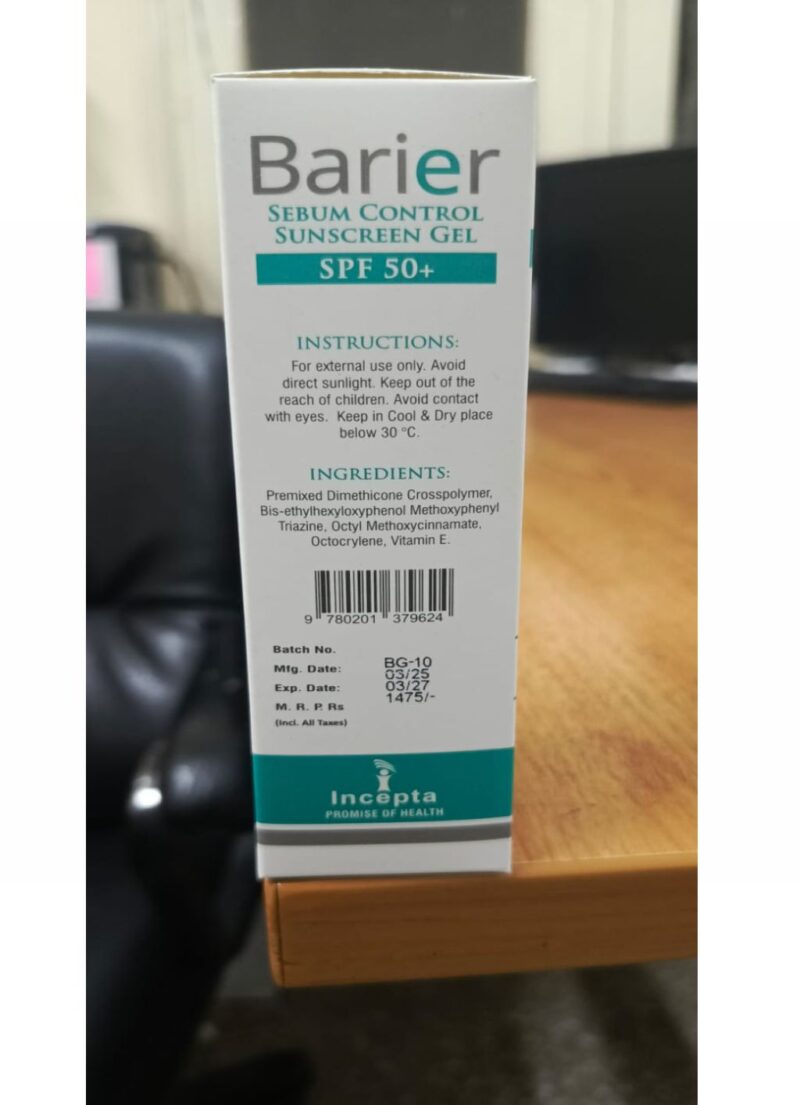 Barier
SEBUM CONTROL
SUNSCREEN GEL
SPF 50+
INSTRUCTIONS:
For external use only. Avoid
direct sunlight. Keep out of the
reach of children. Avoid contact
with eyes. Keep in Cool & Dry place
below 30 °C.
INGREDIENTS:
Premixed Dimethicone Crosspolymer,
Bis-ethylhexyloxyphenol Methoxyphenyl
Triazine, Octyl Methoxycinnamate,
Octocrylene, Vitamin E.
9 780201 379624
Batch No. BG-10
Mfg. Date: 03/25
Exp. Date: 03/27
M. R. P. Rs 1475/-
(Incl. All Taxes)
Incepta
PROMISE OF HEALTH